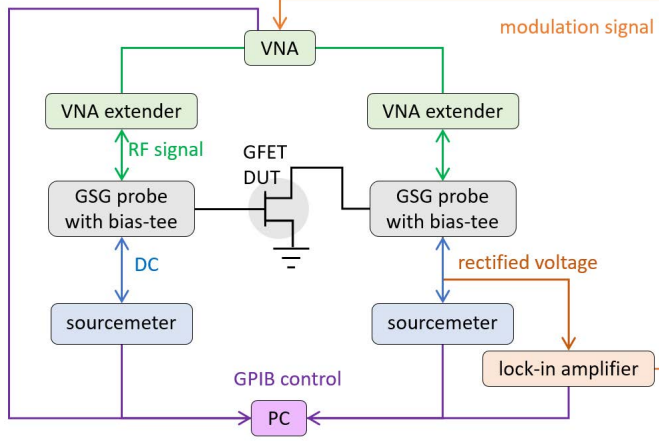 modulation signal
VNA
VNA extender
VNA extender
RF signal
GFET
DUT
GSG probe
with bias-tee
GSG probe
with bias-tee
DC
rectified voltage
sourcemeter
sourcemeter
lock-in amplifier
GPIB control
PC